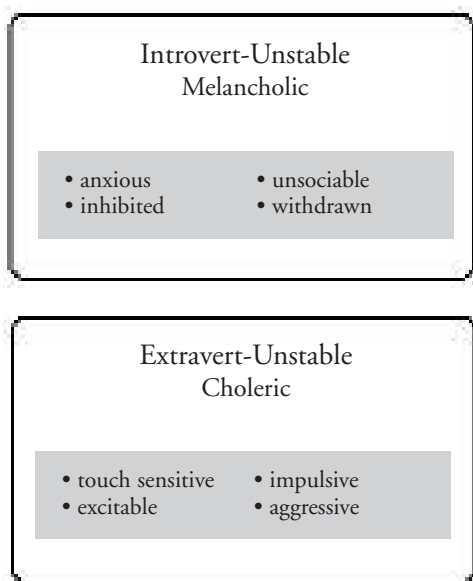 Introvert-Unstable
Melancholic
• anxious • unsociable
• inhibited • withdrawn
Extravert-Unstable
Choleric
• touch sensitive • impulsive
• excitable • aggressive